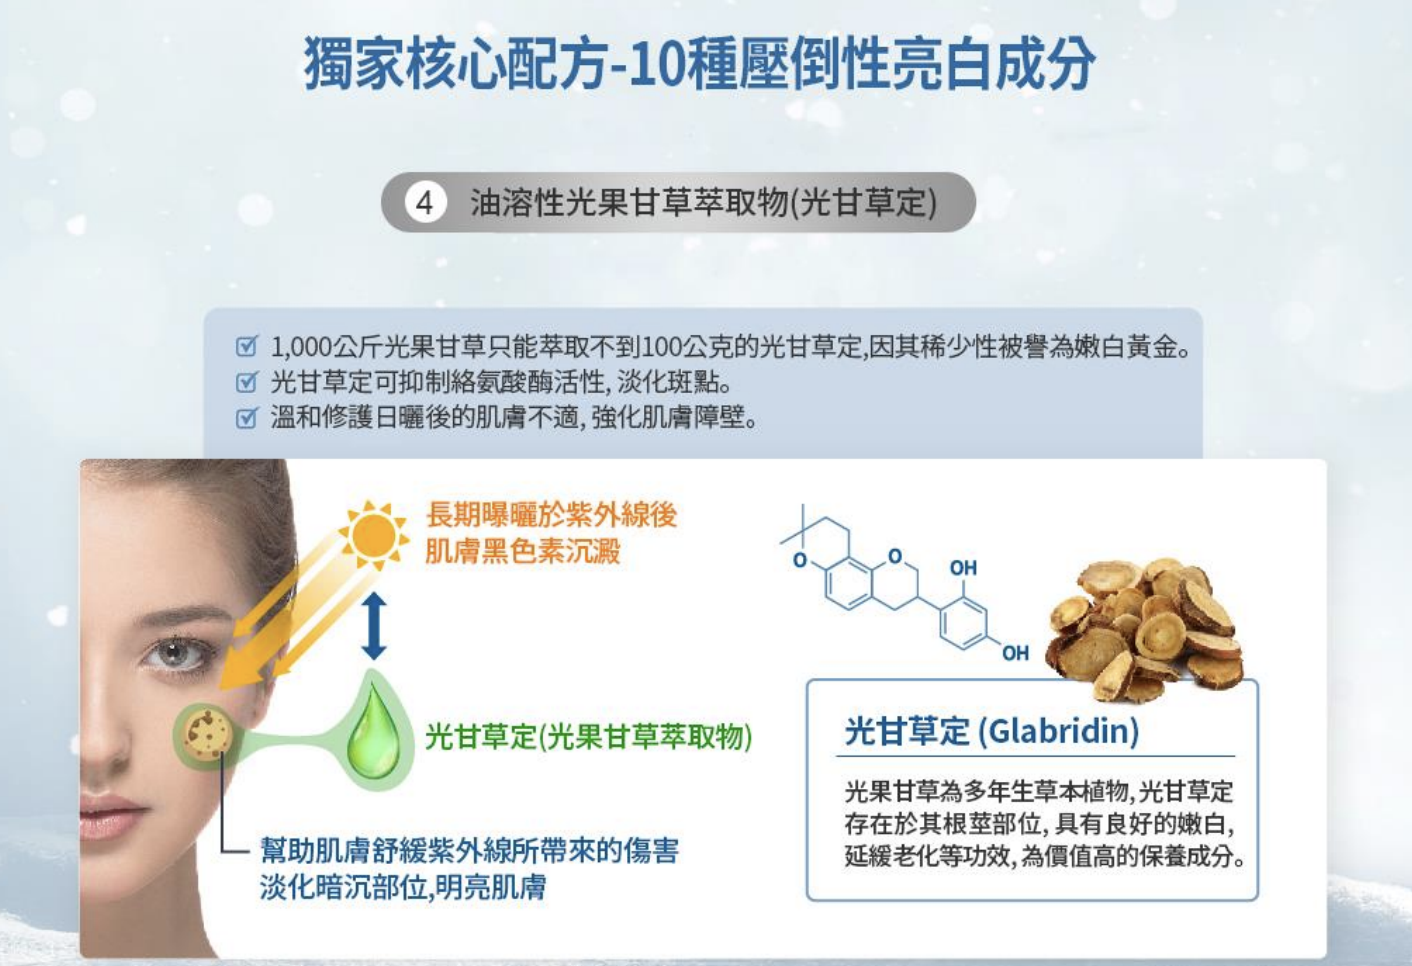 獨家核心配方-10種壓倒性亮白成分
4 油溶性光果甘草萃取物(光甘草定)
1,000公斤光果甘草只能萃取不到100公克的光甘草定,因其稀少性被譽為嫩白黃金。
光甘草定可抑制絡氨酸酶活性, 淡化斑點。
溫和修護日曬後的肌膚不適, 強化肌膚障壁。
長期曝曬於紫外線後
肌膚黑色素沉澱
光甘草定(光果甘草萃取物)
幫助肌膚舒緩紫外線所帶來的傷害
淡化暗沉部位,明亮肌膚
O
O
OH
OH
光甘草定 (Glabridin)
光果甘草為多年生草本植物, 光甘草定
存在於其根莖部位, 具有良好的嫩白,
延緩老化等功效, 為價值高的保養成分。